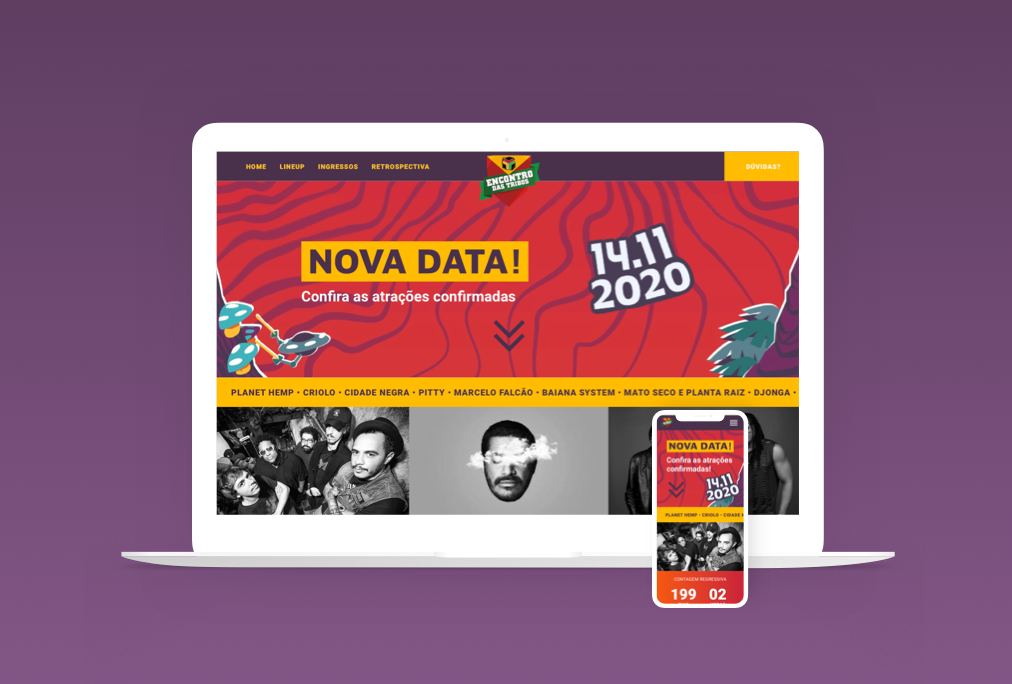 HOME LINEUP INGRESSOS RETROSPECTIVA
ENCONTRO
DAS TRIBOS
DÚVIDAS?
NOVA DATA!
Confira as atrações confirmadas
14.11
2020
PLANET HEMP • CRIOLO • CIDADE NEGRA • PITTY • MARCELO FALCÃO • BAIANA SYSTEM • MATO SECO E PLANTA RAIZ • DJONGA •
NOVA DATA!
Confira as atrações
confirmadas!
14.11
2020
PLANET HEMP • CRIOLO • CIDADE
CONTAGEM REGRESSIVA
199 02